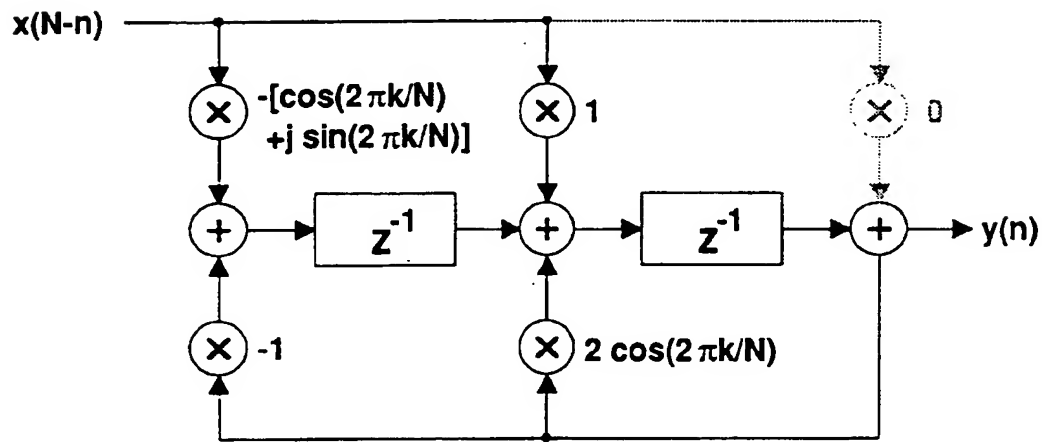 x(N-n)
-[cos(2πk/N)
+j sin(2πk/N)]
1
0
+
z⁻¹
+
z⁻¹
+
y(n)
-1
2 cos(2πk/N)